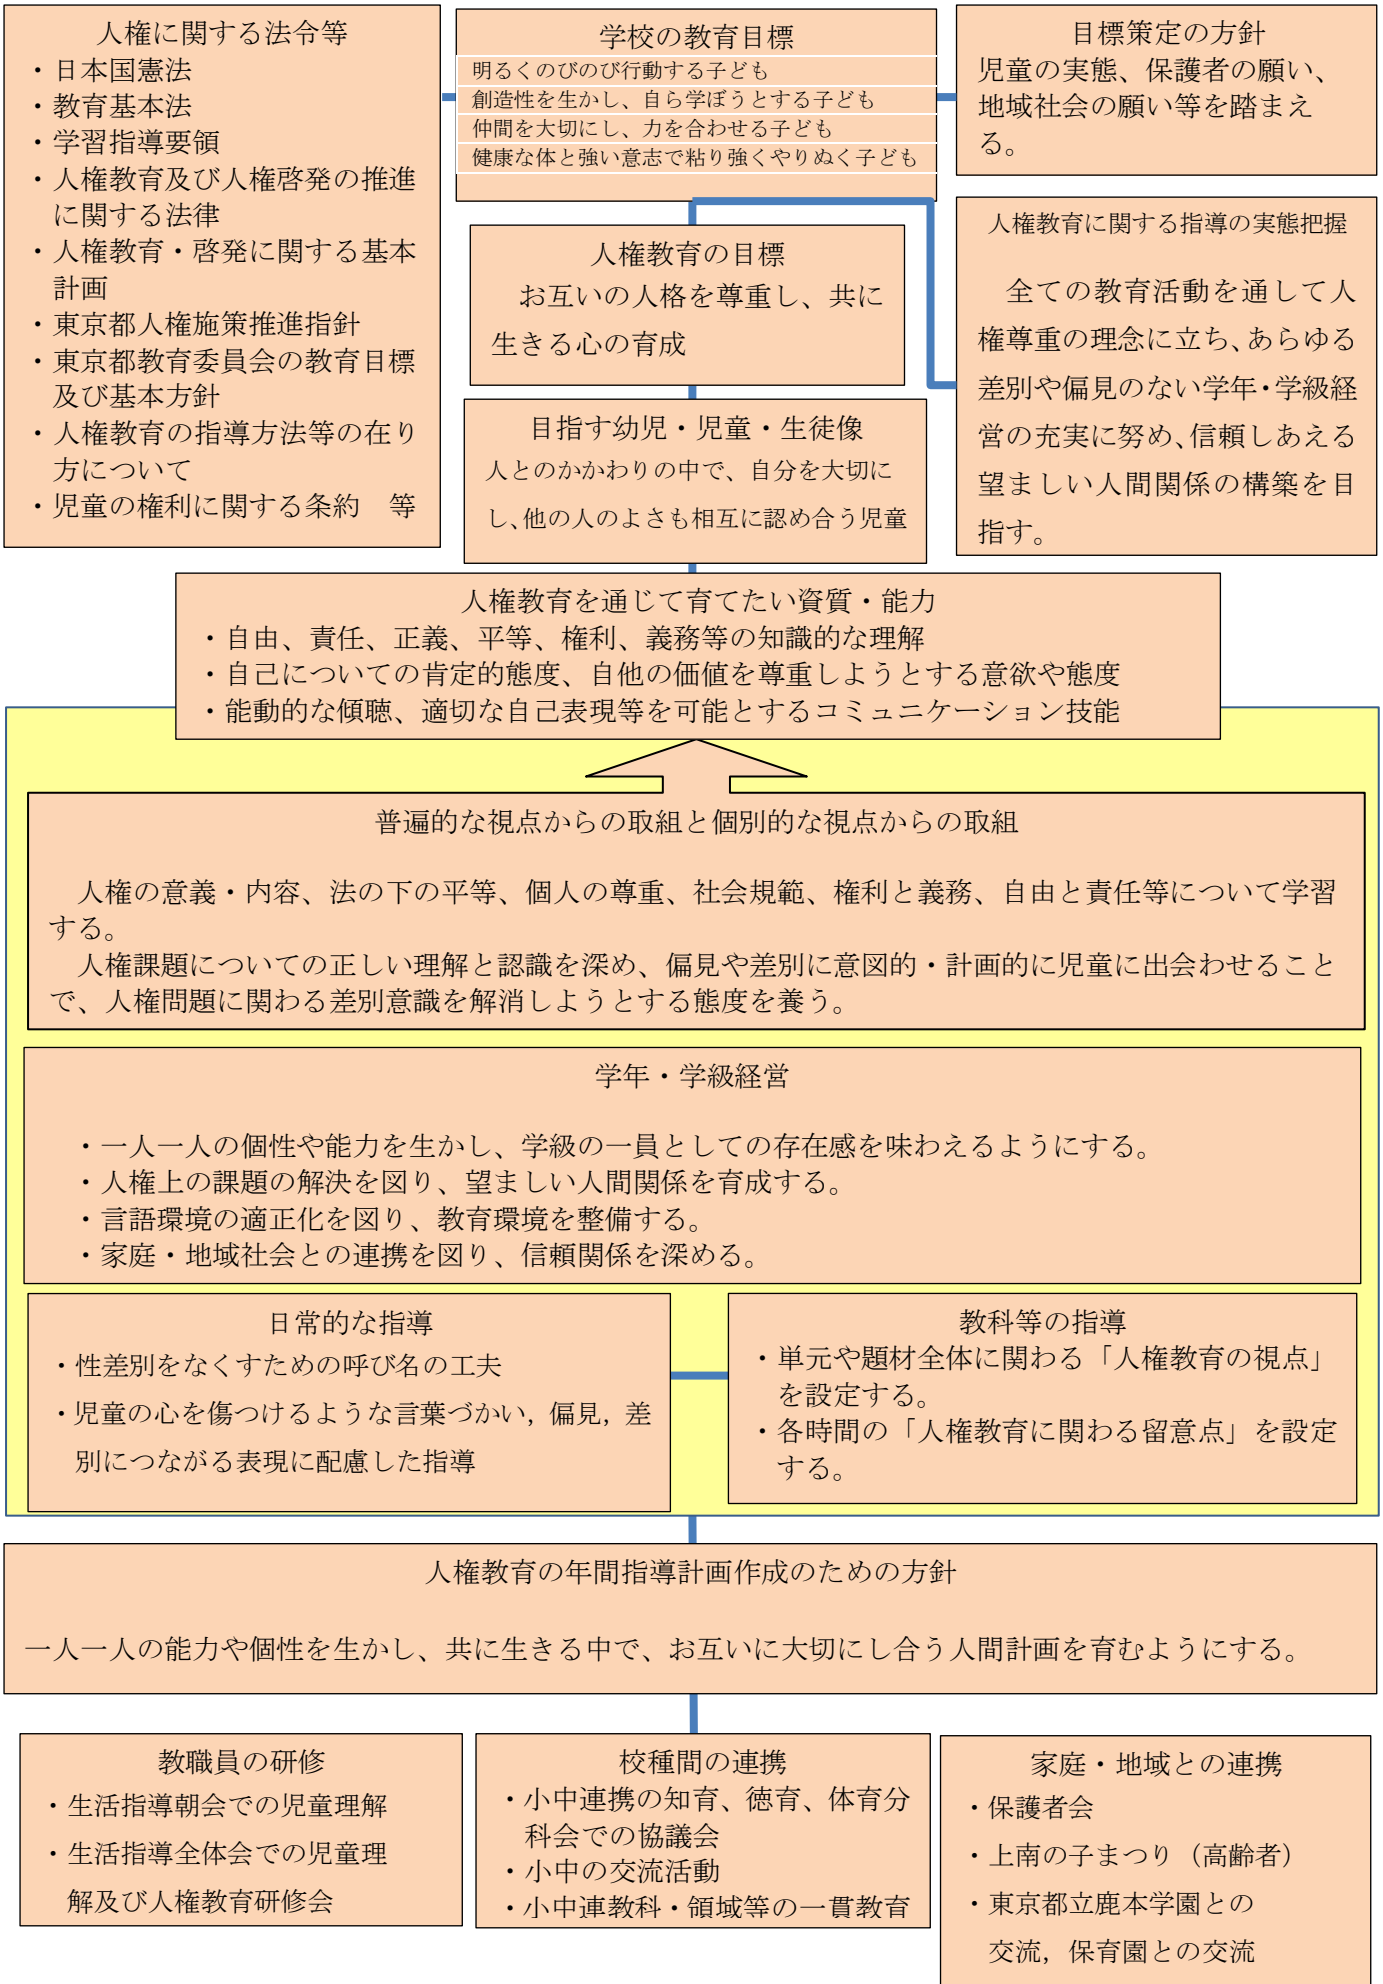 人権に関する法令等
・日本国憲法
・教育基本法
・学習指導要領
・人権教育及び人権啓発の推進
に関する法律
・人権教育・啓発に関する基本
計画
・東京都人権施策推進指針
・東京都教育委員会の教育目標
及び基本方針
・人権教育の指導方法等の在り
方について
・児童の権利に関する条約　等
学校の教育目標
明るくのびのび行動する子ども
創造性を生かし、自ら学ぼうとする子ども
仲間を大切にし、力を合わせる子ども
健康な体と強い意志で粘り強くやりぬく子ども
目標策定の方針
児童の実態、保護者の願い、
地域社会の願い等を踏まえ
る。
人権教育の目標
お互いの人格を尊重し、共に
生きる心の育成
人権教育に関する指導の実態把握
全ての教育活動を通して人
権尊重の理念に立ち、あらゆる
差別や偏見のない学年・学級経
営の充実に努め、信頼しあえる
望ましい人間関係の構築を目
指す。
目指す幼児・児童・生徒像
人とのかかわりの中で、自分を大切に
し、他の人のよさも相互に認め合う児童
人権教育を通じて育てたい資質・能力
・自由、責任、正義、平等、権利、義務等の知識的な理解
・自己についての肯定的態度、自他の価値を尊重しようとする意欲や態度
・能動的な傾聴、適切な自己表現等を可能とするコミュニケーション技能
普遍的な視点からの取組と個別的な視点からの取組
人権の意義・内容、法の下の平等、個人の尊重、社会規範、権利と義務、自由と責任等について学習
する。
人権課題についての正しい理解と認識を深め、偏見や差別に意図的・計画的に児童に出会わせること
で、人権問題に関わる差別意識を解消しようとする態度を養う。
学年・学級経営
・一人一人の個性や能力を生かし、学級の一員としての存在感を味わえるようにする。
・人権上の課題の解決を図り、望ましい人間関係を育成する。
・言語環境の適正化を図り、教育環境を整備する。
・家庭・地域社会との連携を図り、信頼関係を深める。
日常的な指導
・性差別をなくすための呼び名の工夫
・児童の心を傷つけるような言葉づかい，偏見，差
別につながる表現に配慮した指導
教科等の指導
・単元や題材全体に関わる「人権教育の視点」
を設定する。
・各時間の「人権教育に関わる留意点」を設定
する。
人権教育の年間指導計画作成のための方針
一人一人の能力や個性を生かし、共に生きる中で、お互いに大切にし合う人間計画を育むようにする。
教職員の研修
・生活指導朝会での児童理解
・生活指導全体会での児童理
解及び人権教育研修会
校種間の連携
・小中連携の知育、徳育、体育分
科会での協議会
・小中の交流活動
・小中連教科・領域等の一貫教育
家庭・地域との連携
・保護者会
・上南の子まつり（高齢者）
・東京都立鹿本学園との
交流，保育園との交流